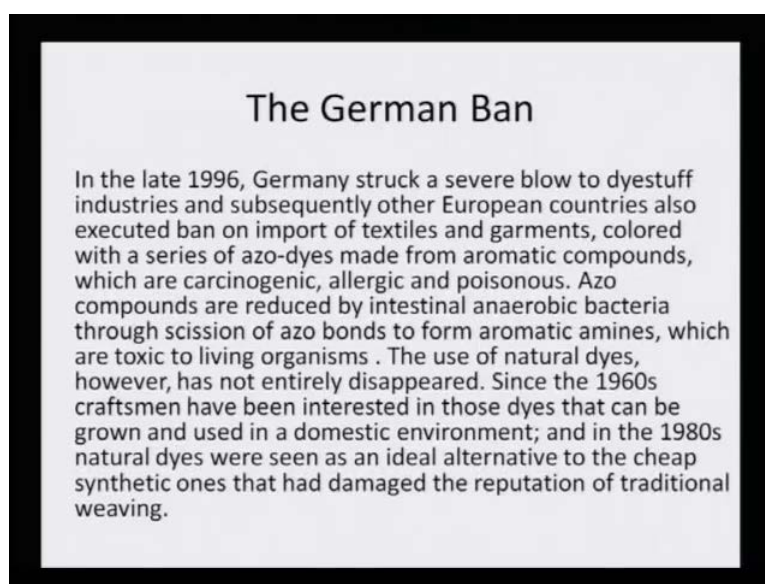 The German Ban
In the late 1996, Germany struck a severe blow to dyestuff
industries and subsequently other European countries also
executed ban on import of textiles and garments, colored
with a series of azo-dyes made from aromatic compounds,
which are carcinogenic, allergic and poisonous. Azo
compounds are reduced by intestinal anaerobic bacteria
through scission of azo bonds to form aromatic amines, which
are toxic to living organisms . The use of natural dyes,
however, has not entirely disappeared. Since the 1960s
craftsmen have been interested in those dyes that can be
grown and used in a domestic environment; and in the 1980s
natural dyes were seen as an ideal alternative to the cheap
synthetic ones that had damaged the reputation of traditional
weaving.